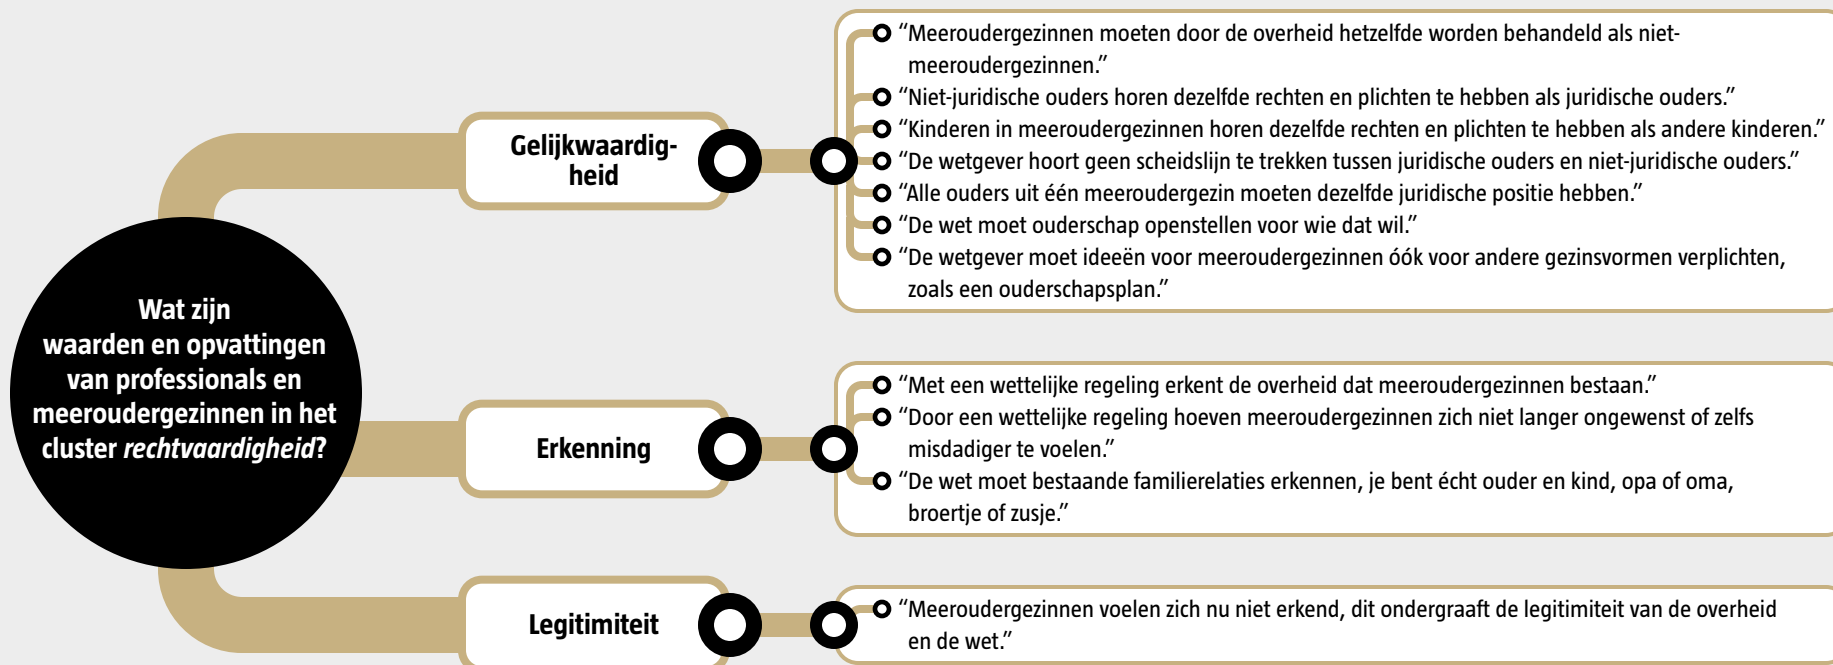 Wat zijn
waarden en opvattingen
van professionals en
meeroudergezinnen in het
cluster rechtvaardigheid?
Gelijkwaardig-
heid
“Meeroudergezinnen moeten door de overheid hetzelfde worden behandeld als niet-
meeroudergezinnen.”
“Niet-juridische ouders horen dezelfde rechten en plichten te hebben als juridische ouders.”
“Kinderen in meeroudergezinnen horen dezelfde rechten en plichten te hebben als andere kinderen.”
“De wetgever hoort geen scheidslijn te trekken tussen juridische ouders en niet-juridische ouders.”
“Alle ouders uit één meeroudergezin moeten dezelfde juridische positie hebben.”
“De wet moet ouderschap openstellen voor wie dat wil.”
“De wetgever moet ideeën voor meeroudergezinnen óók voor andere gezinsvormen verplichten,
zoals een ouderschapsplan.”
Erkenning
“Met een wettelijke regeling erkent de overheid dat meeroudergezinnen bestaan.”
“Door een wettelijke regeling hoeven meeroudergezinnen zich niet langer ongewenst of zelfs
misdadiger te voelen.”
“De wet moet bestaande familierelaties erkennen, je bent écht ouder en kind, opa of oma,
broertje of zusje.”
Legitimiteit
“Meeroudergezinnen voelen zich nu niet erkend, dit ondergraaft de legitimiteit van de overheid
en de wet.”